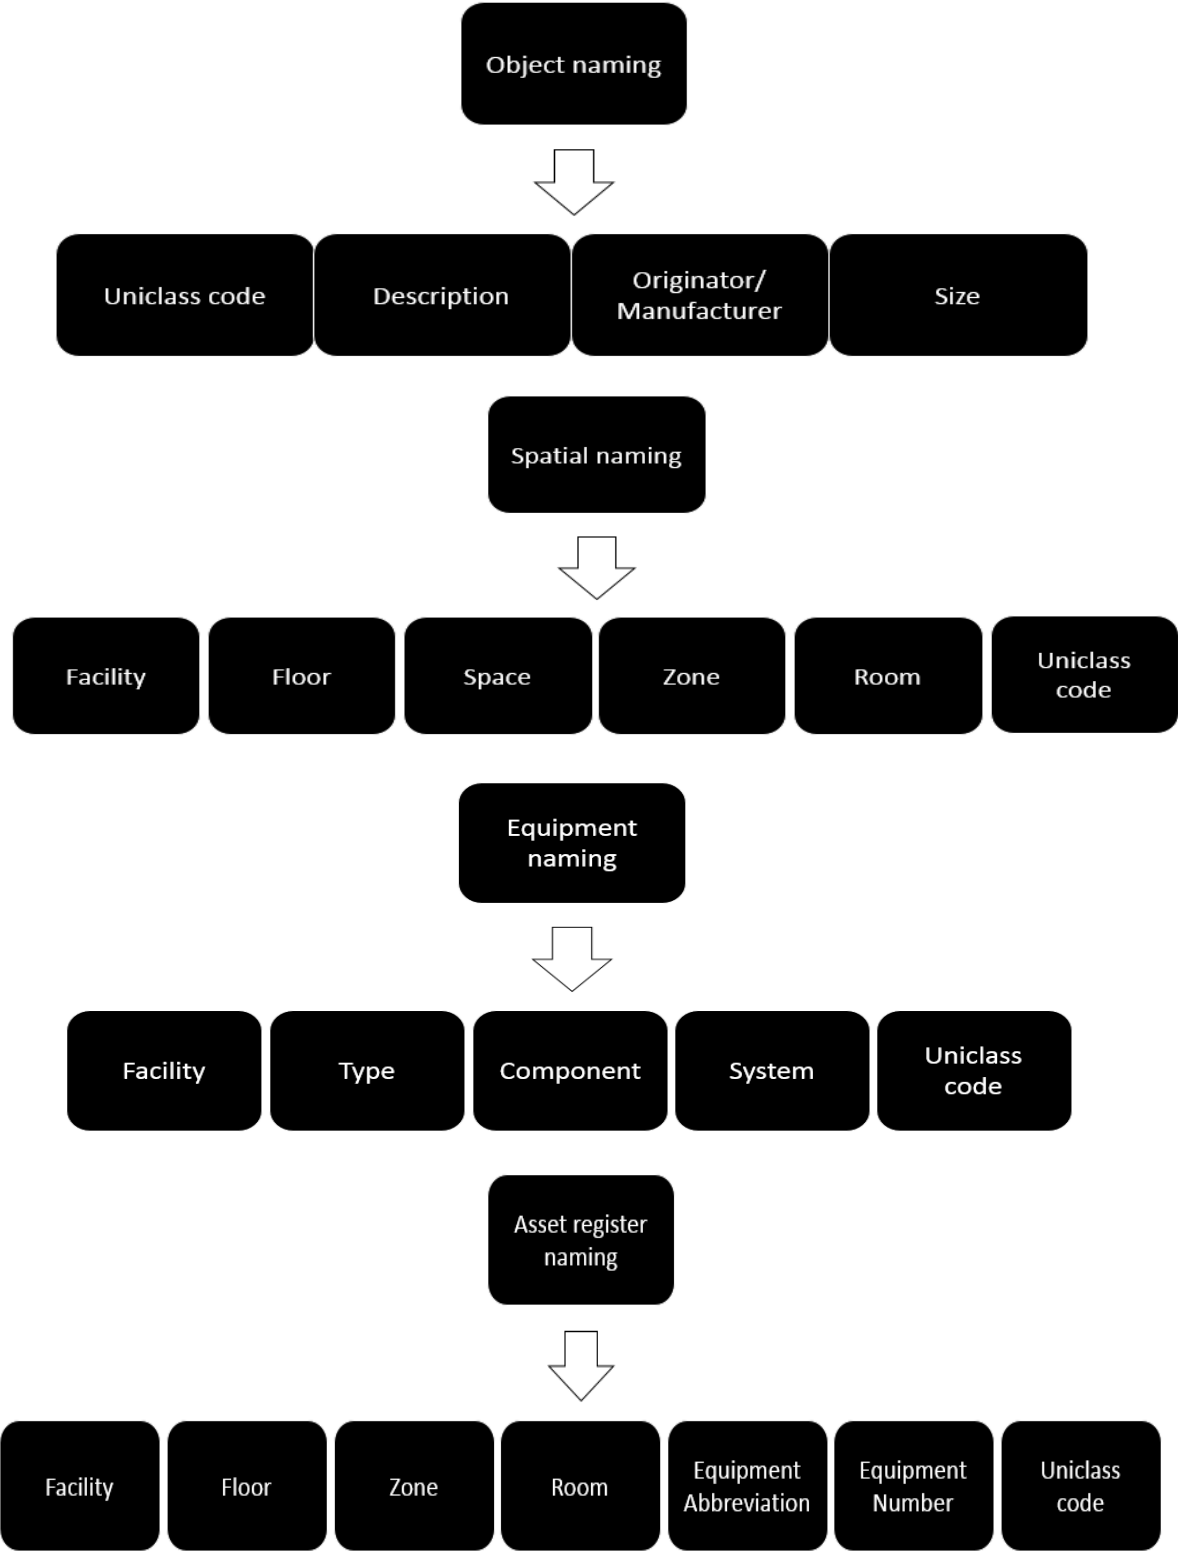 Object naming
Uniclass code
Description
Originator/
Manufacturer
Size
Spatial naming
Facility
Floor
Space
Zone
Room
Uniclass
code
Equipment
naming
Facility
Type
Component
System
Uniclass
code
Asset register
naming
Facility
Floor
Zone
Room
Equipment
Abbreviation
Equipment
Number
Uniclass
code